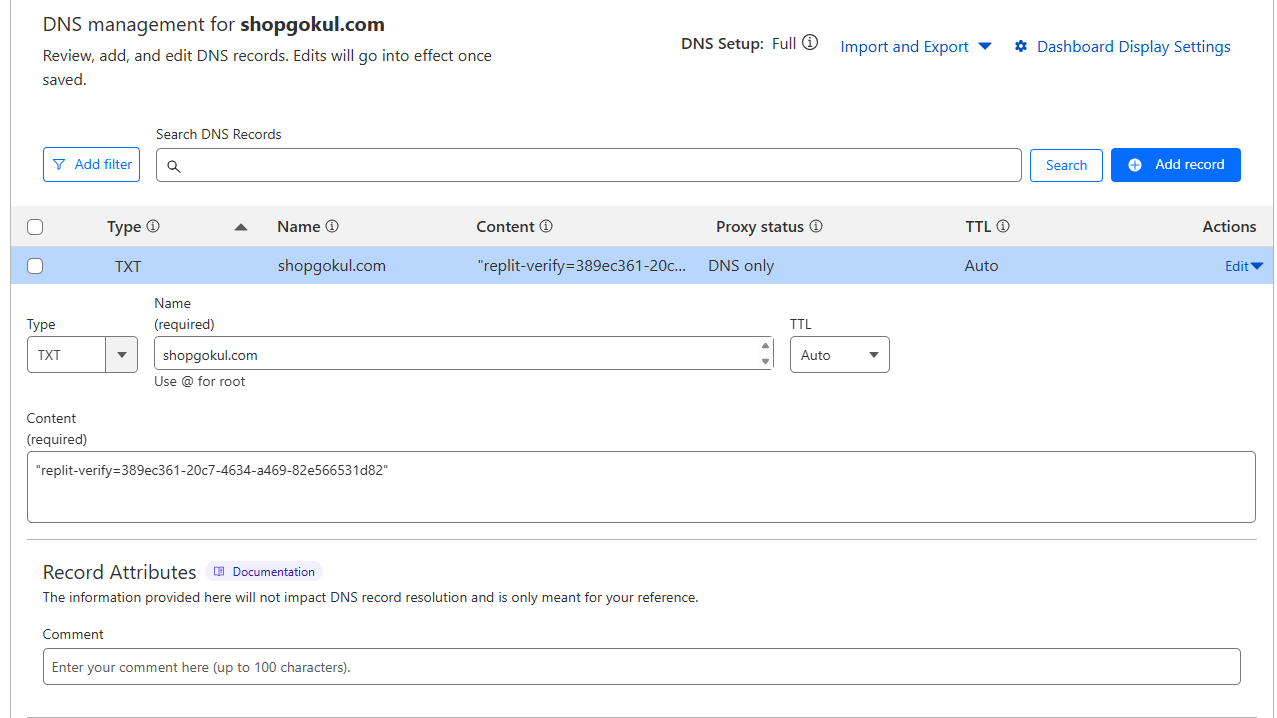 DNS management for shopgokul.com
Review, add, and edit DNS records. Edits will go into effect once
saved.
DNS Setup: Full
Import and Export
Dashboard Display Settings
Search DNS Records
Add filter
Search
Add record
Type
Name
Content
Proxy status
TTL
Actions
TXT
shopgokul.com
"replit-verify=389ec361-20c...
DNS only
Auto
Edit
Type
Name
(required)
TTL
TXT
shopgokul.com
Auto
Use @ for root
Content
(required)
"replit-verify=389ec361-20c7-4634-a469-82e566531d82"
Record Attributes
Documentation
The information provided here will not impact DNS record resolution and is only meant for your reference.
Comment
Enter your comment here (up to 100 characters).